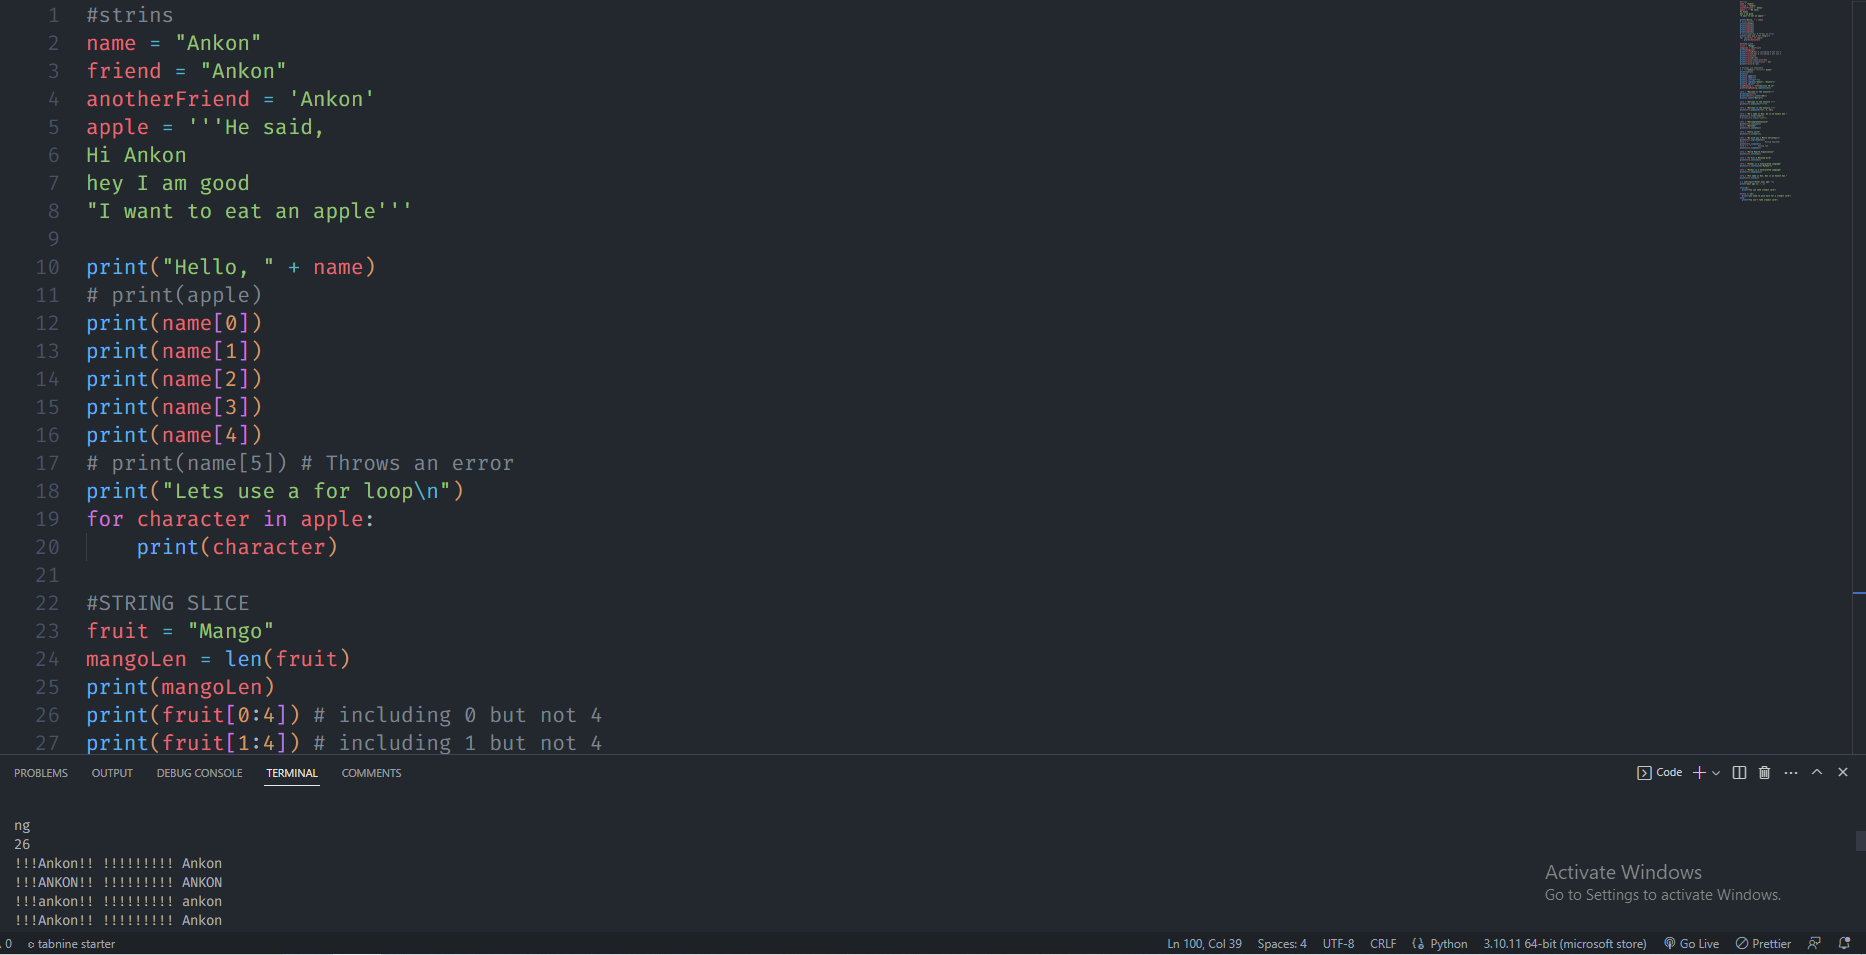 1 #strins
2 name = "Ankon"
3 friend = "Ankon"
4 anotherFriend = 'Ankon'
5 apple = '''He said,
6 Hi Ankon
7 hey I am good
8 "I want to eat an apple'''
9
10 print("Hello, " + name)
11 # print(apple)
12 print(name[0])
13 print(name[1])
14 print(name[2])
15 print(name[3])
16 print(name[4])
17 # print(name[5]) # Throws an error
18 print("Lets use a for loop\n")
19 for character in apple:
20     print(character)
21
22 #STRING SLICE
23 fruit = "Mango"
24 mangoLen = len(fruit)
25 print(mangoLen)
26 print(fruit[0:4]) # including 0 but not 4
27 print(fruit[1:4]) # including 1 but not 4
PROBLEMS OUTPUT DEBUG CONSOLE TERMINAL COMMENTS Code
ng
26
!!!Ankon!! !!!!!!!!! Ankon
!!!ANKON!! !!!!!!!!! ANKON
!!!ankon!! !!!!!!!!! ankon
!!!Ankon!! !!!!!!!!! Ankon
Activate Windows
Go to Settings to activate Windows.
0 tabnine starter Ln 100, Col 39 Spaces: 4 UTF-8 CRLF Python 3.10.11 64-bit (microsoft store) Go Live Prettier